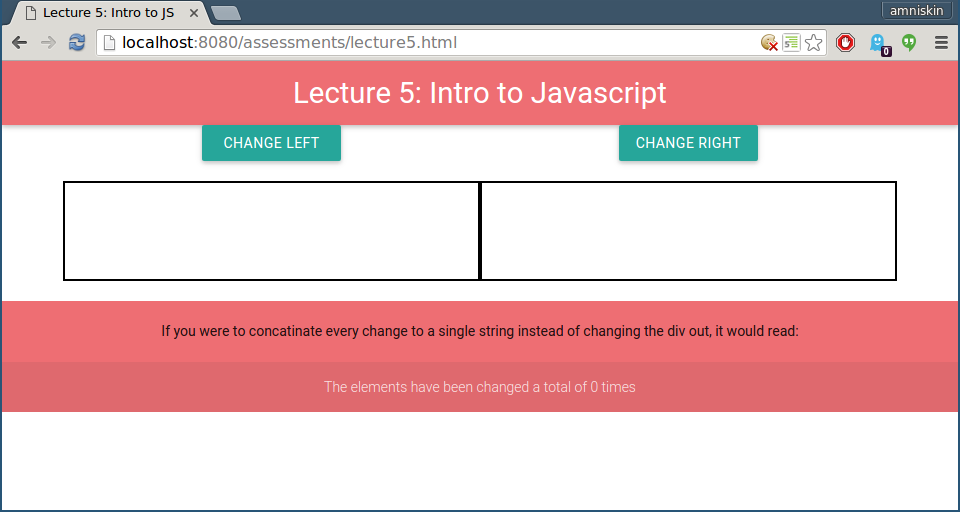 Lecture 5: Intro to JS
amniskin
localhost:8080/assessments/lecture5.html
0
Lecture 5: Intro to Javascript
CHANGE LEFT CHANGE RIGHT
If you were to concatinate every change to a single string instead of changing the div out, it would read:
The elements have been changed a total of 0 times